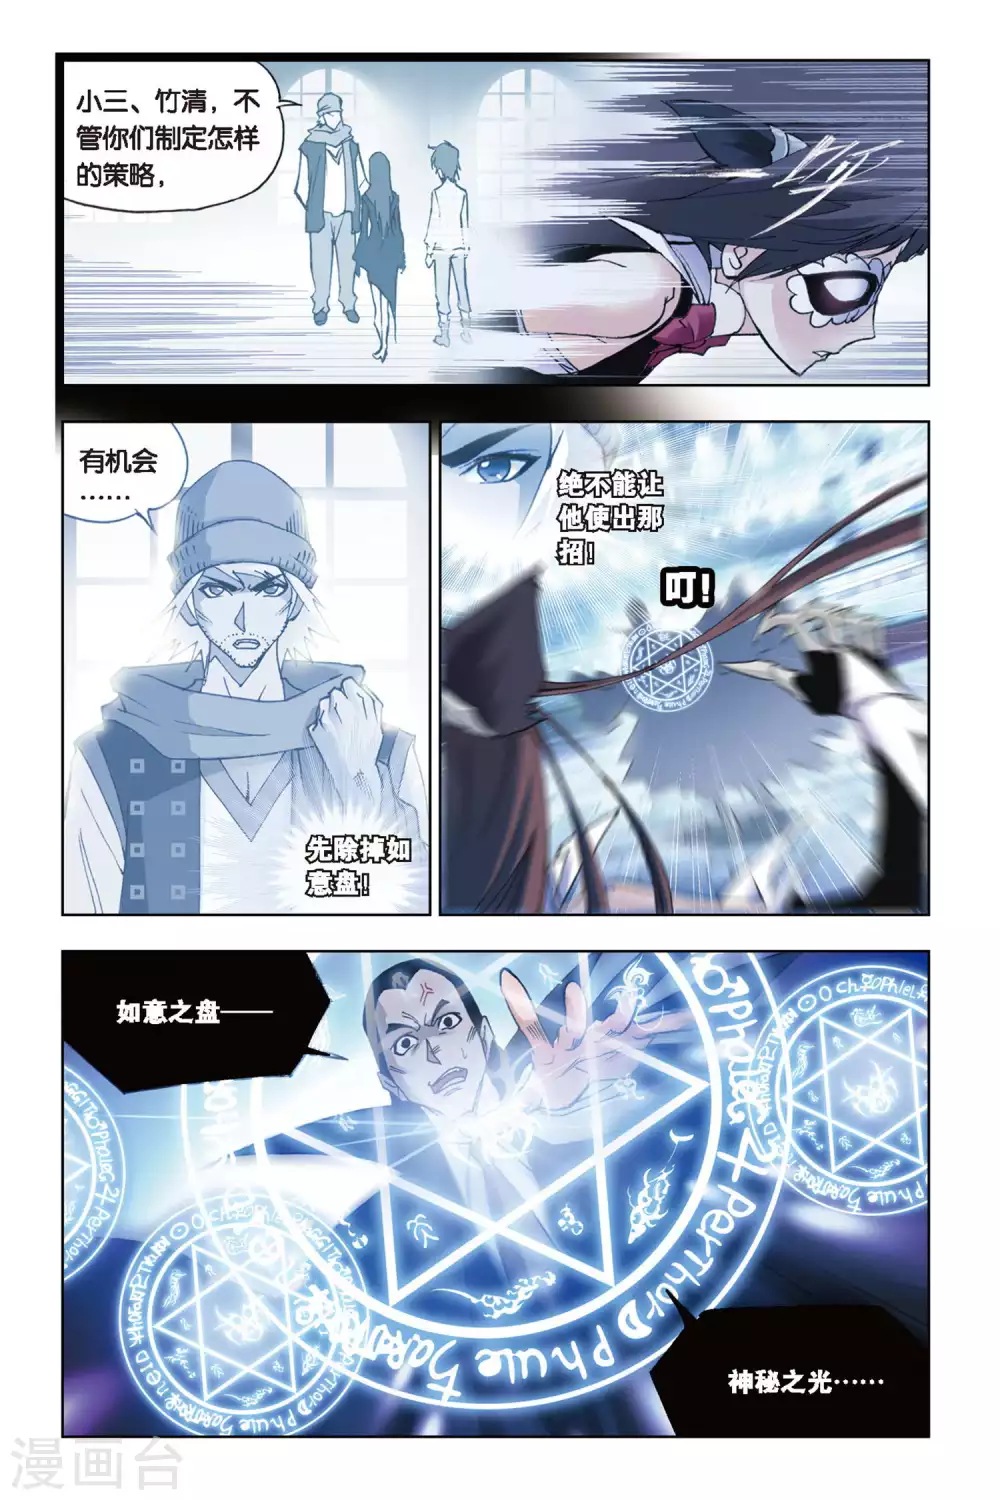 小三、竹清，不
管你们制定怎样
的策略，
有机会
……
先除掉如
意盘！
绝不能让
他使出那
招！
叮！
如意之盘——
神秘之光……
漫画台